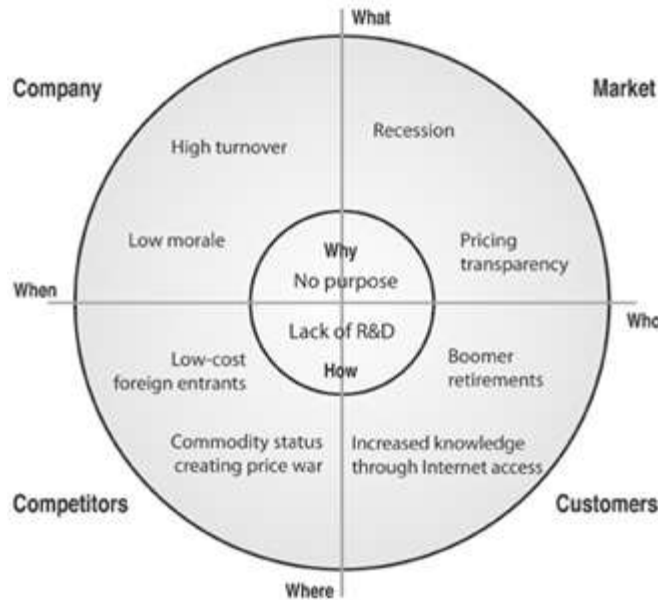 What
Company
Market
High turnover
Recession
Low morale
Pricing
transparency
Why
No purpose
When
Who
Lack of R&D
How
Low-cost
foreign entrants
Boomer
retirements
Commodity status
creating price war
Increased knowledge
through Internet access
Competitors
Customers
Where